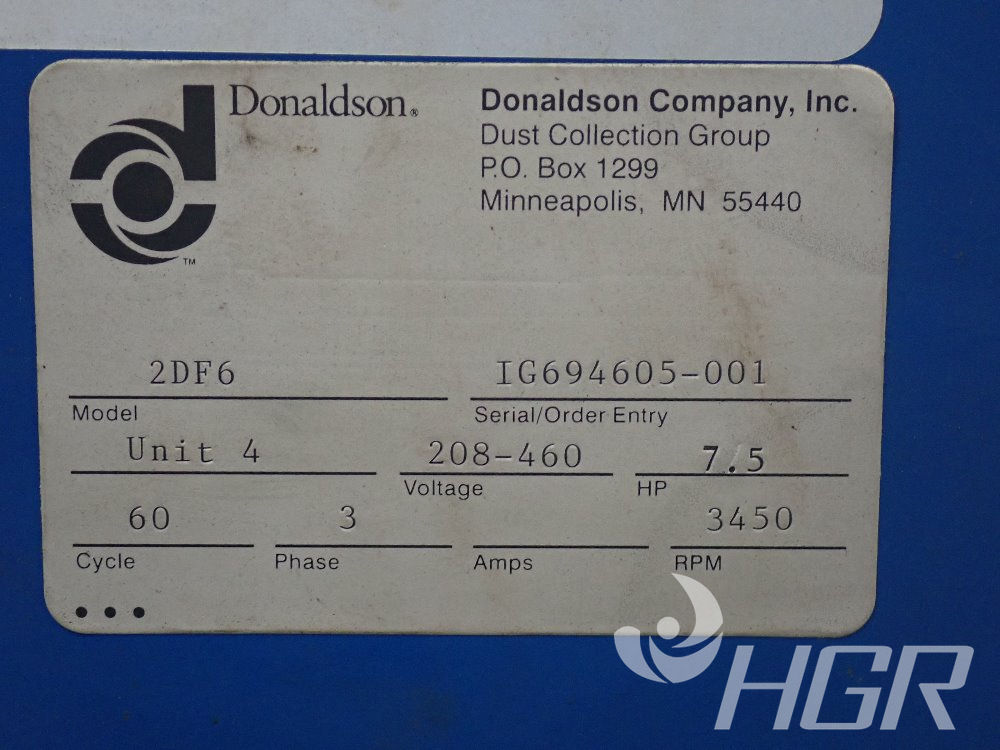 Donaldson®
Donaldson Company, Inc.
Dust Collection Group
P.O. Box 1299
Minneapolis, MN 55440
TM
2DF6 IG694605-001
Model Serial/Order Entry
Unit 4 208-460 7.5
Voltage HP
60 3 3450
Cycle Phase Amps RPM
HGR